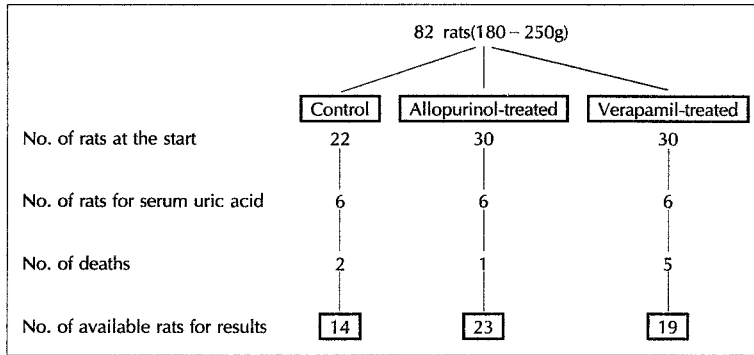 82 rats(180－250g)
Control Allopurinol-treated Verapamil-treated
No. of rats at the start 22 30 30
No. of rats for serum uric acid 6 6 6
No. of deaths 2 1 5
No. of available rats for results 14 23 19